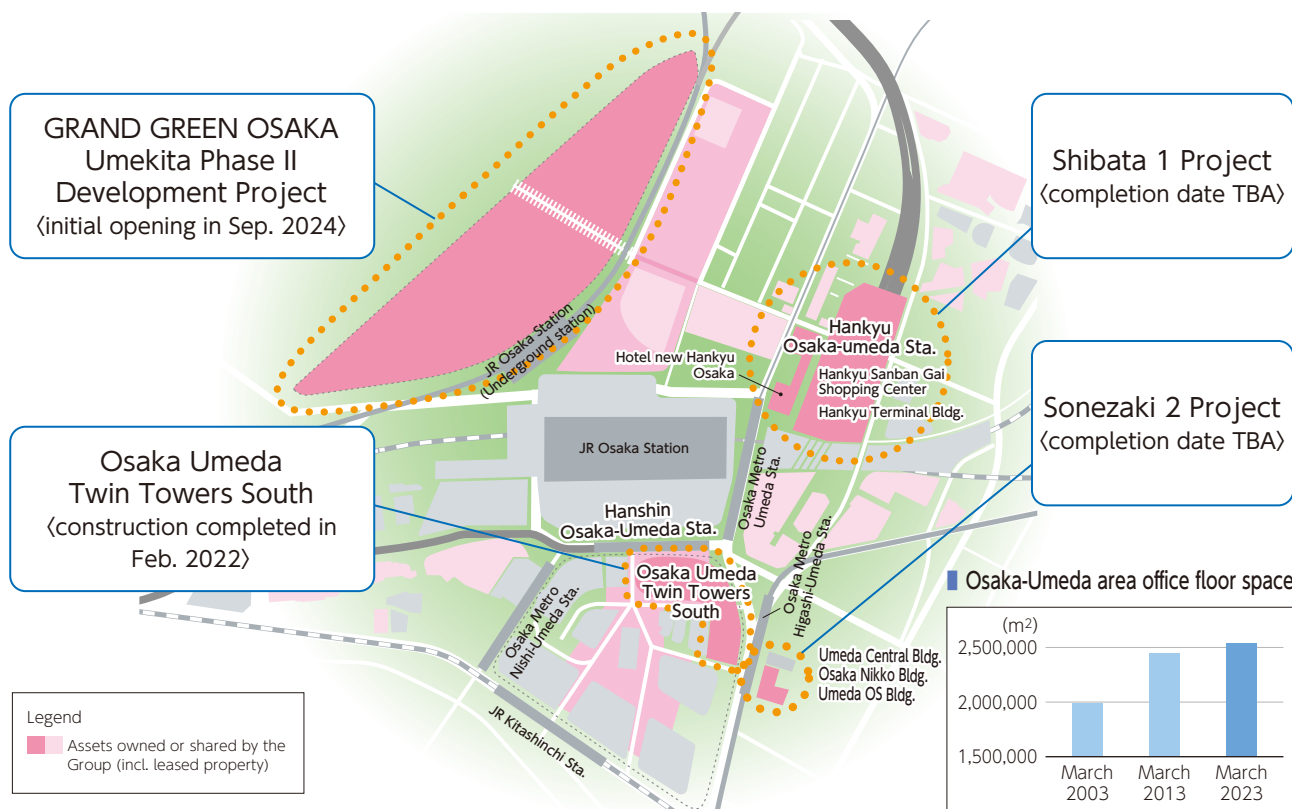 GRAND GREEN OSAKA
Umekita Phase II
Development Project
〈initial opening in Sep. 2024〉
Shibata 1 Project
〈completion date TBA〉
Sonezaki 2 Project
〈completion date TBA〉
Osaka Umeda
Twin Towers South
〈construction completed in
Feb. 2022〉
JR Osaka Station
(Underground station)
Hankyu
Osaka-umeda Sta.
Hotel new Hankyu
Osaka
Hankyu Sanban Gai
Shopping Center
Hankyu Terminal Bldg.
JR Osaka Station
Osaka Metro
Umeda Sta.
Hanshin
Osaka-Umeda Sta.
Osaka Umeda
Twin Towers
South
Osaka Metro
Higashi-Umeda Sta.
Osaka Metro
Nishi-Umeda Sta.
Umeda Central Bldg.
Osaka Nikko Bldg.
Umeda OS Bldg.
JR Kitashinchi Sta.
Legend
Assets owned or shared by the
Group (incl. leased property)
Osaka-Umeda area office floor space
(m²)
2,500,000
2,000,000
1,500,000
March
2003
March
2013
March
2023